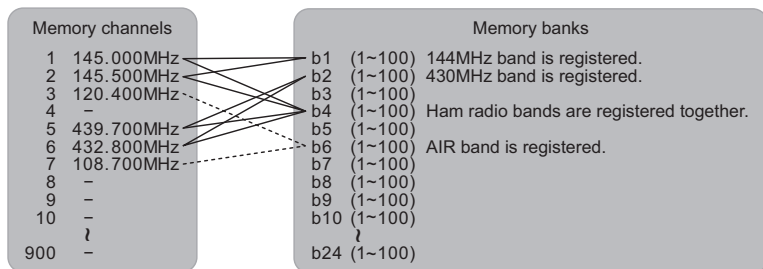 Memory channels
1 145.000MHz
2 145.500MHz
3 120.400MHz
4 –
5 439.700MHz
6 432.800MHz
7 108.700MHz
8 –
9 –
10 –
~
900 –
Memory banks
b1 (1~100) 144MHz band is registered.
b2 (1~100) 430MHz band is registered.
b3 (1~100)
b4 (1~100) Ham radio bands are registered together.
b5 (1~100)
b6 (1~100) AIR band is registered.
b7 (1~100)
b8 (1~100)
b9 (1~100)
b10 (1~100)
~
b24 (1~100)